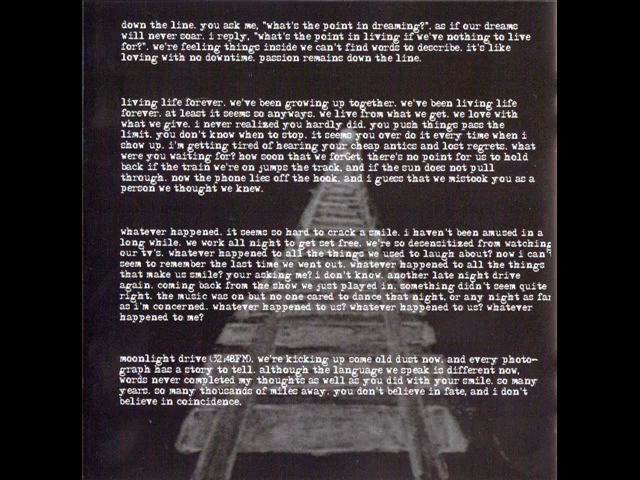 down the line. you ask me, "what's the point in dreaming?". as if our dreams
will never soar. i reply, "what's the point in living if we've nothing to live
for?". we're feeling things inside we can't find words to describe. it's like
loving with no downtime. passion remains down the line.
living life forever. we've been growing up together. we've been living life
forever. at least it seems so anyways. we live from what we get. we love with
what we give. i never realized you hardly did. you push things pass the
limit. you don't know when to stop. it seems you over do it every time when i
show up. i'm getting tired of hearing your cheap antics and lost regrets. what
were you waiting for? how soon that we forGet. there's no point for us to hold
back if the train we're on jumps the track. and if the sun does not pull
through. now the phone lies off the hook. and i guess that we mistook you as a
person we thought we knew.
whatever happened. it seems so hard to crack a smile. i haven't been amused in a
long while. we work all night to get set free. we're so desensitized from watching
our tv's. whatever happened to all the things we used to laugh about? now i can't
seem to remember the last time we went out. whatever happened to all the things
that make us smile? your asking me? i don't know. another late night drive
again. coming back from the show we just played in. something didn't seem quite
right. the music was on but no one cared to dance that night. or any night as far
as i'm concerned. whatever happened to us? whatever happened to us? whatever
happened to me?
moonlight drive (92.4BFM). we're kicking up some old dust now. and every photo-
graph has a story to tell. although the language we speak is different now,
words never completed my thoughts as well as you did with your smile. so many
years. so many thousands of miles away. you don't believe in fate, and i don't
believe in coincidence.